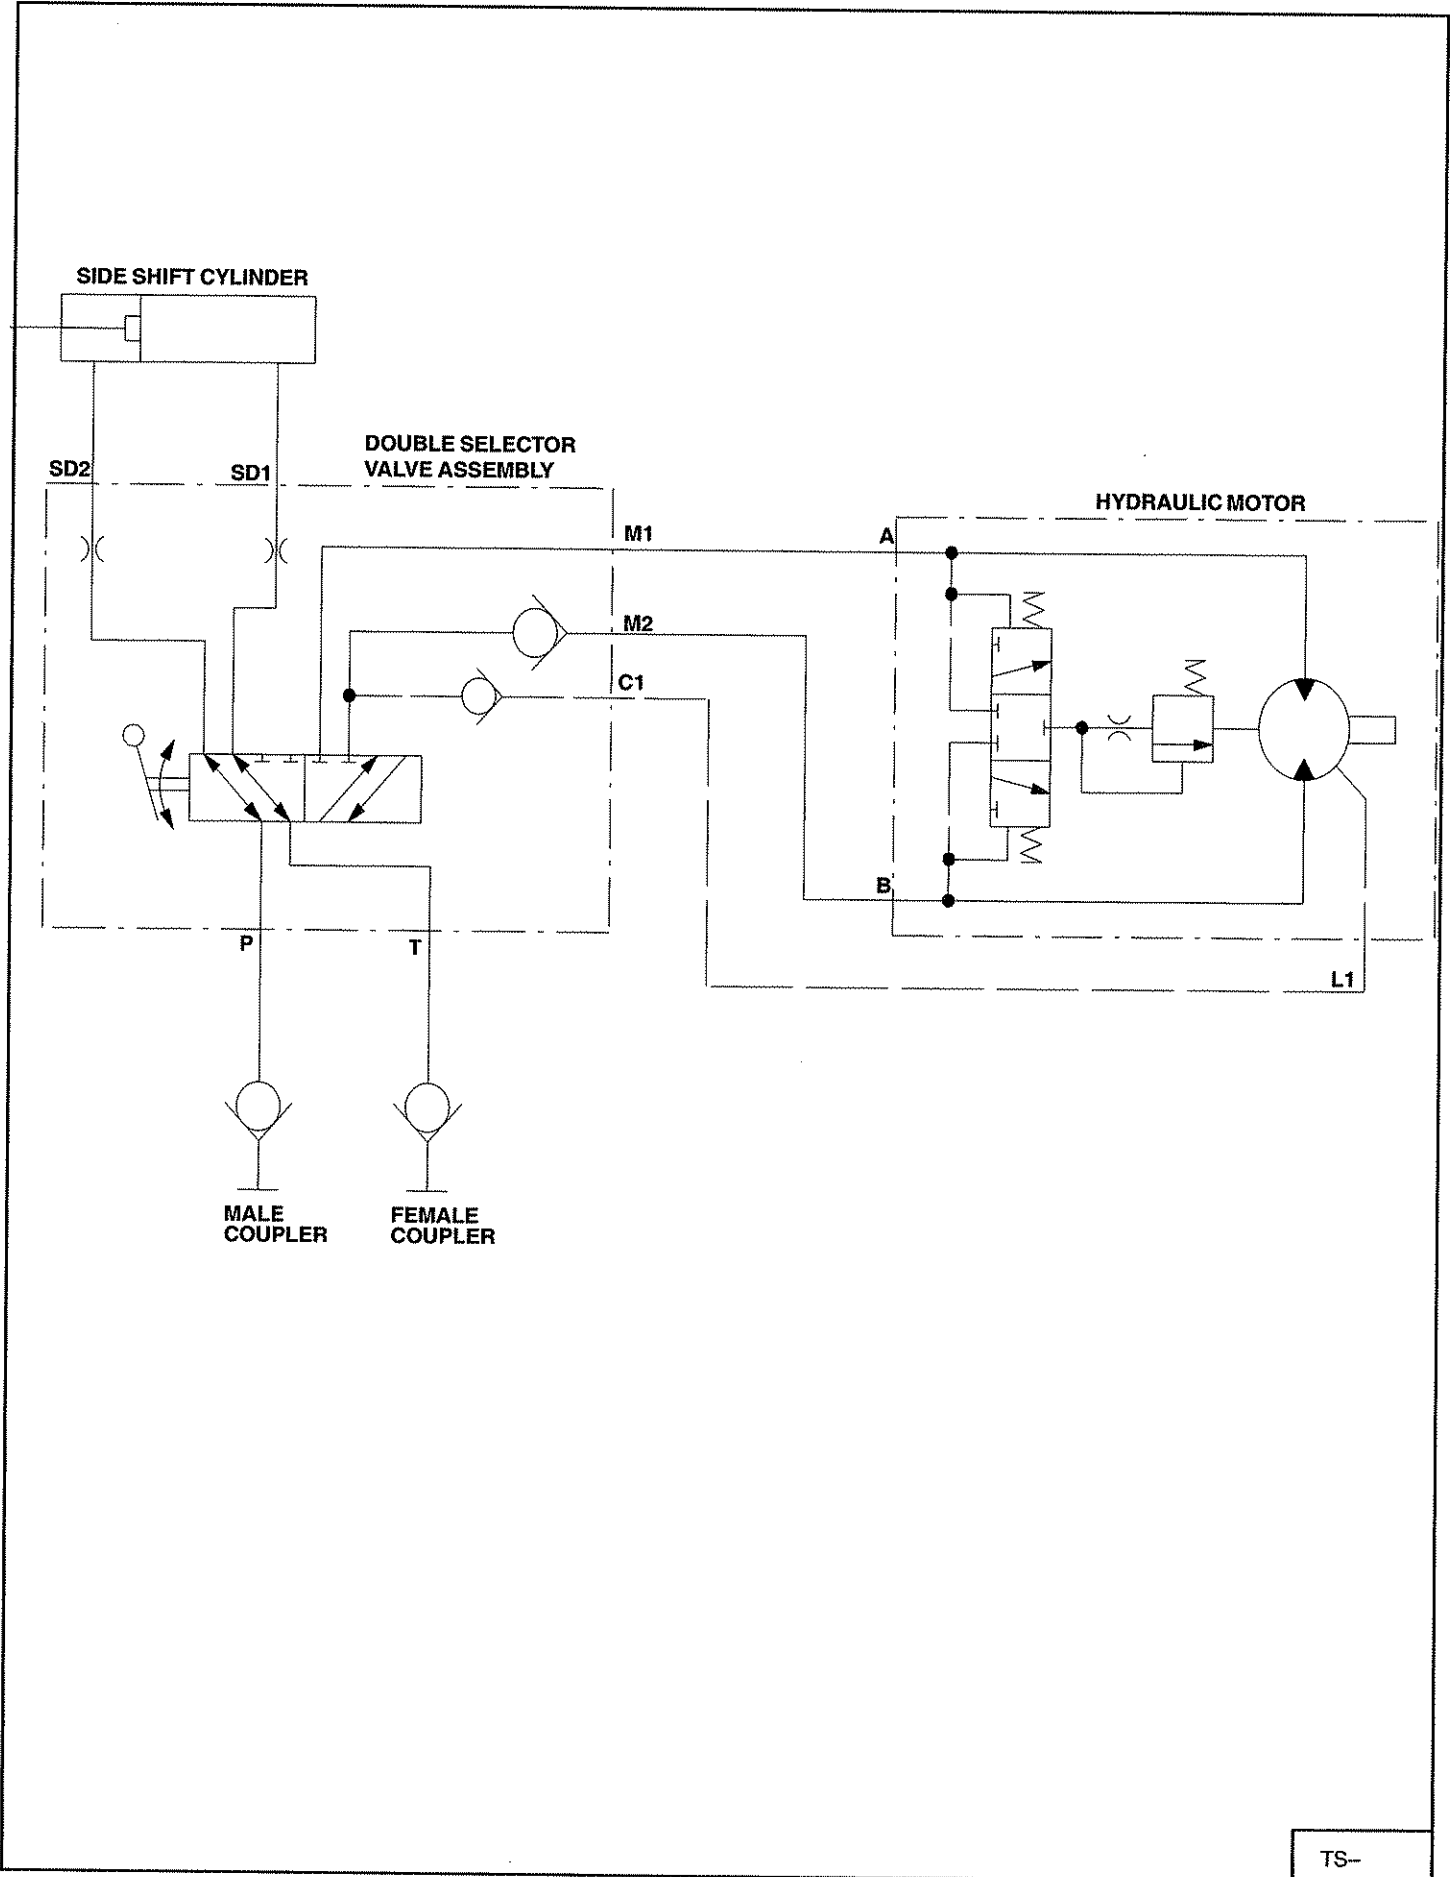 SIDE SHIFT CYLINDER
DOUBLE SELECTOR
VALVE ASSEMBLY
SD2
SD1
HYDRAULIC MOTOR
M1
A
M2
C1
B
P
T
L1
MALE
COUPLER
FEMALE
COUPLER
TS–